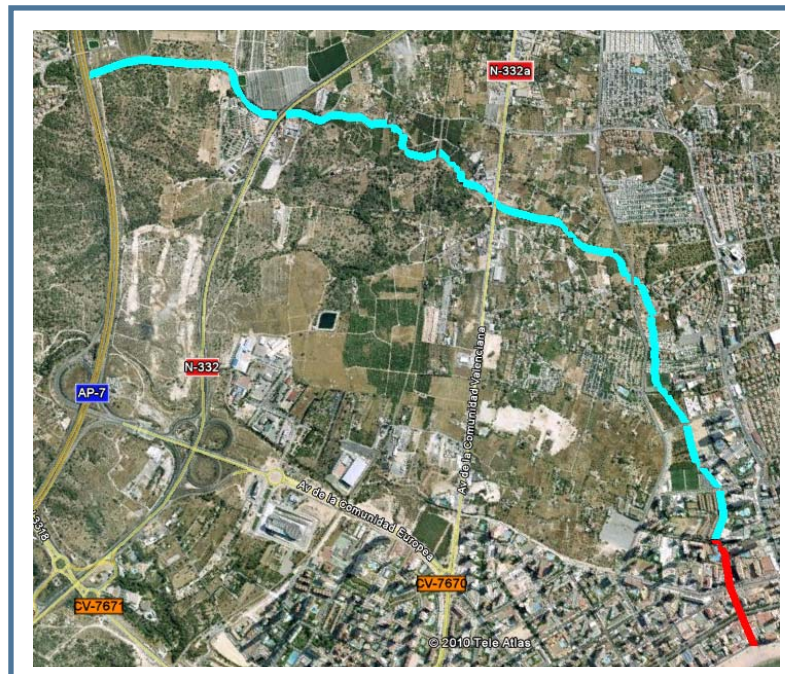 N-332a
Av de la Comunidad Valenciana
N-332
AP-7
Av de la Comunidad Europea
CV-7670
CV-7671
© 2010 Tele Atlas